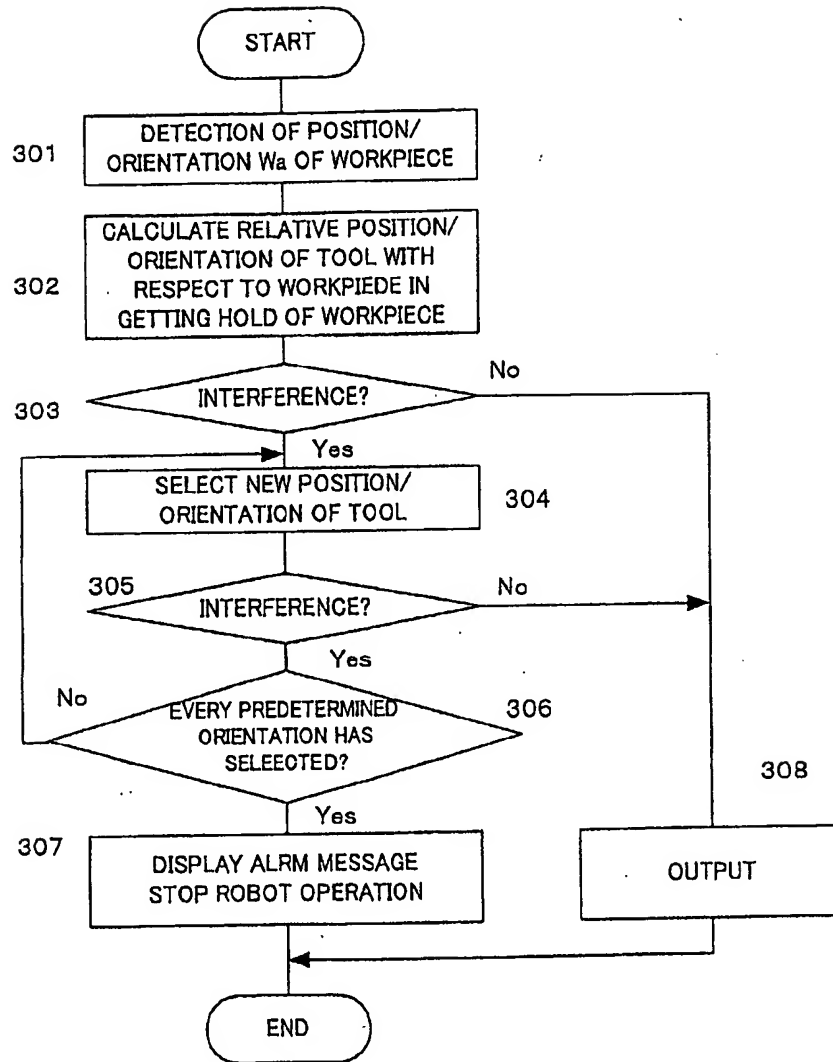 START
301
DETECTION OF POSITION/
ORIENTATION Wa OF WORKPIECE
302
CALCULATE RELATIVE POSITION/
ORIENTATION OF TOOL WITH
RESPECT TO WORKPIEDE IN
GETTING HOLD OF WORKPIECE
303
INTERFERENCE?
No
Yes
SELECT NEW POSITION/
ORIENTATION OF TOOL
304
305
INTERFERENCE?
No
Yes
No
EVERY PREDETERMINED
ORIENTATION HAS
SELEECTED?
306
Yes
307
DISPLAY ALRM MESSAGE
STOP ROBOT OPERATION
308
OUTPUT
END